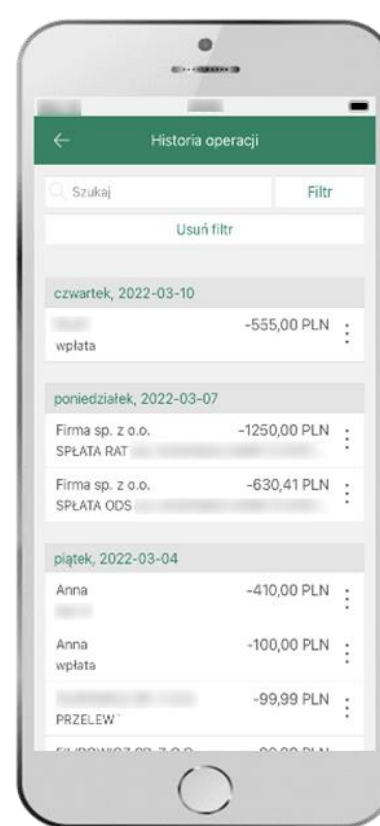 Historia operacji
Szukaj
Filtr
Usuń filtr
czwartek, 2022-03-10
-555,00 PLN
wpłata
poniedziałek, 2022-03-07
Firma sp. z o.o. -1250,00 PLN
SPŁATA RAT
Firma sp. z o.o. -630,41 PLN
SPŁATA ODS
piątek, 2022-03-04
Anna -410,00 PLN
Anna -100,00 PLN
wpłata
-99,99 PLN
PRZELEW